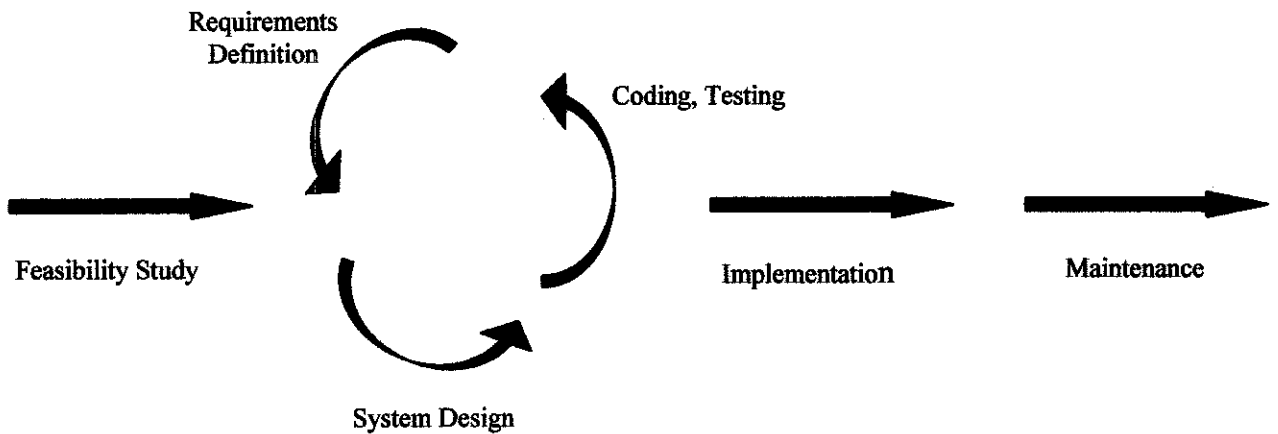 Requirements
Definition
Coding, Testing
Feasibility Study
Implementation
Maintenance
System Design